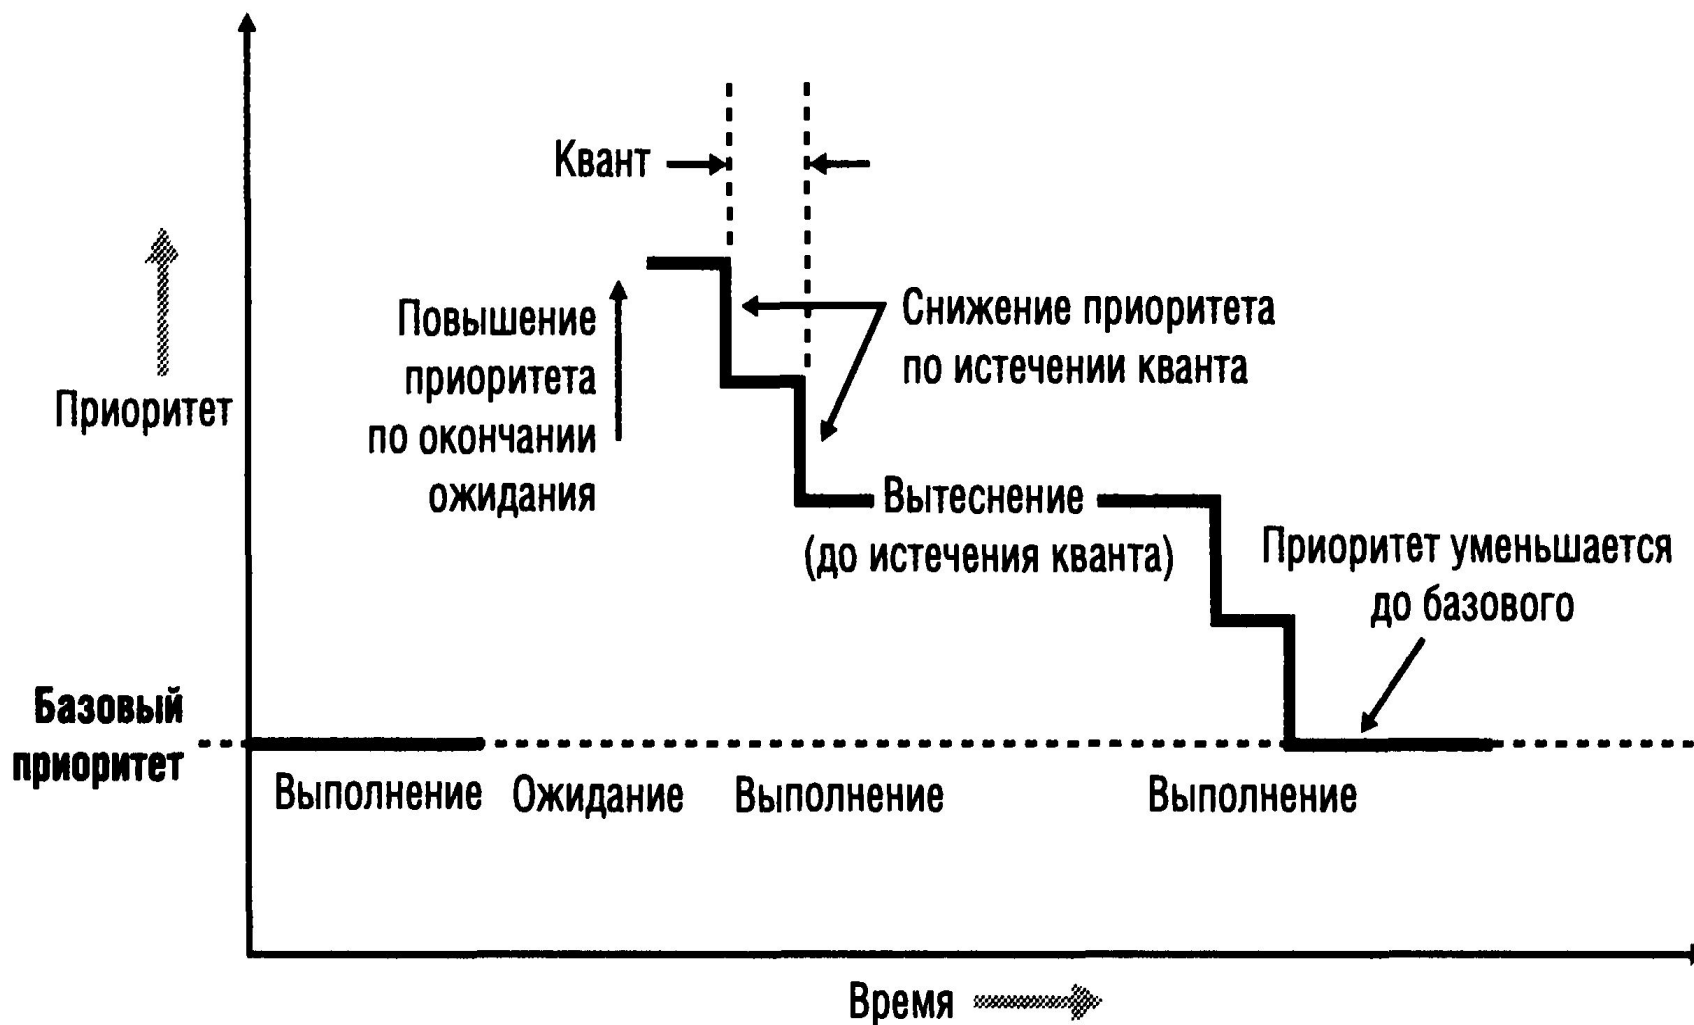 Квант
Повышение
приоритета
по окончании
ожидания
Снижение приоритета
по истечении кванта
Приоритет
Вытеснение
(до истечения кванта)
Приоритет уменьшается
до базового
Базовый
приоритет
Выполнение Ожидание Выполнение Выполнение
Время